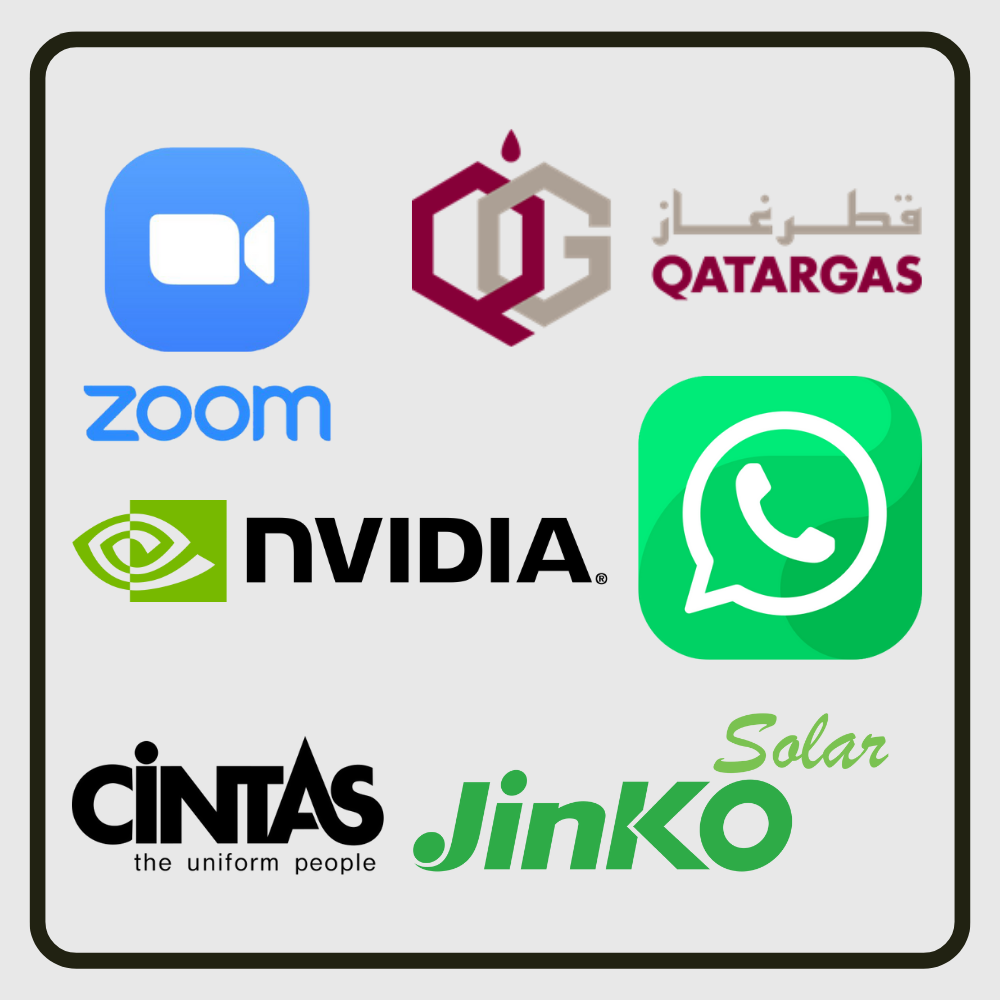 قطر غاز
QATARGAS
zoom
nVIDIA®
CiNTAS
the uniform people
Solar
JinKO